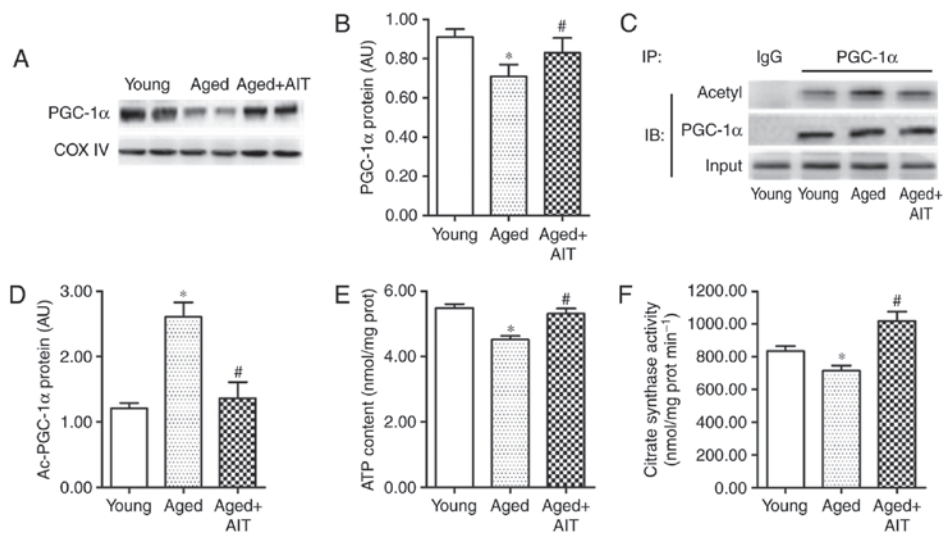 A
Young Aged Aged+AIT
PGC-1α
COX IV
B
PGC-1α protein (AU)
1.00
0.80
0.60
0.40
0.20
0.00
*
#
Young
Aged
Aged+
AIT
C
IP:
IgG
PGC-1α
IB:
Acetyl
PGC-1α
Input
Young Young Aged Aged+
AIT
D
Ac-PGC-1α protein (AU)
3.00
2.00
1.00
0.00
*
#
Young
Aged
Aged+
AIT
E
ATP content (nmol/mg prot)
6.00
4.00
2.00
0.00
*
#
Young
Aged
Aged+
AIT
F
Citrate synthase activity
(nmol/mg prot min⁻¹)
1200.00
1000.00
800.00
600.00
400.00
200.00
0.00
*
#
Young
Aged
Aged+
AIT